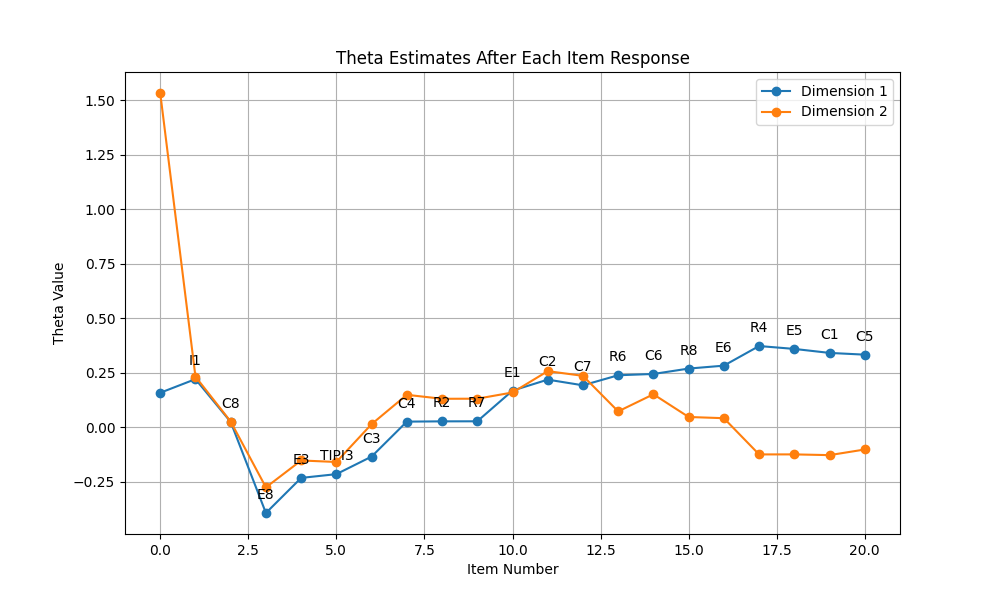 Theta Estimates After Each Item Response
Dimension 1
Dimension 2
Theta Value
1.50
1.25
1.00
0.75
0.50
0.25
0.00
−0.25
I1
C8
E8
E3
TIPI3
C3
C4
R2
R7
E1
C2
C7
R6
C6
R8
E6
R4
E5
C1
C5
0.0 2.5 5.0 7.5 10.0 12.5 15.0 17.5 20.0
Item Number